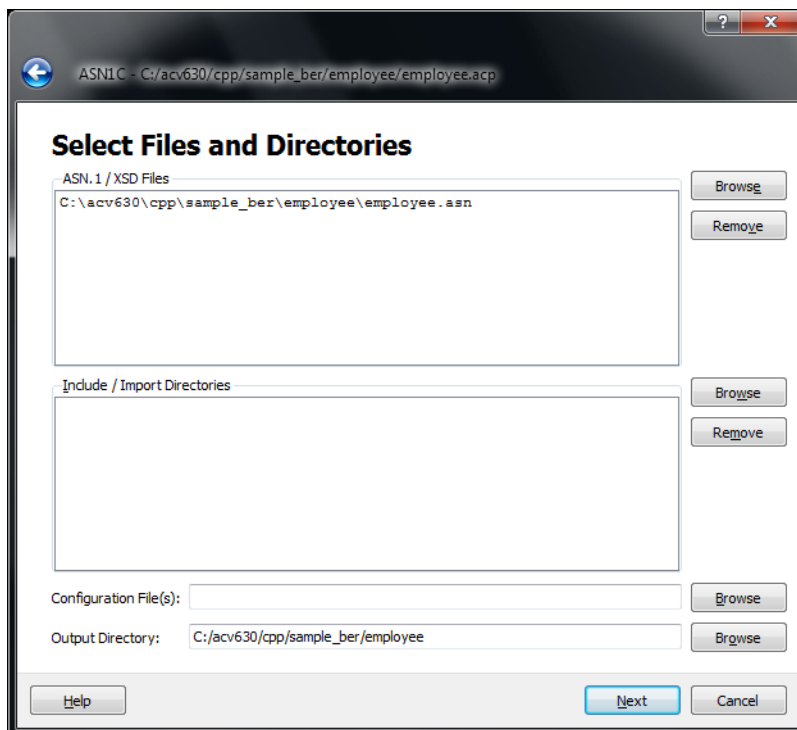 ?
ASN1C - C:/acv630/cpp/sample_ber/employee/employee.acp
Select Files and Directories
ASN.1 / XSD Files
C:\acv630\cpp\sample_ber\employee\employee.asn
Browse
Remove
Include / Import Directories
Browse
Remove
Configuration File(s):
Browse
Output Directory: C:/acv630/cpp/sample_ber/employee Browse
Help Next Cancel